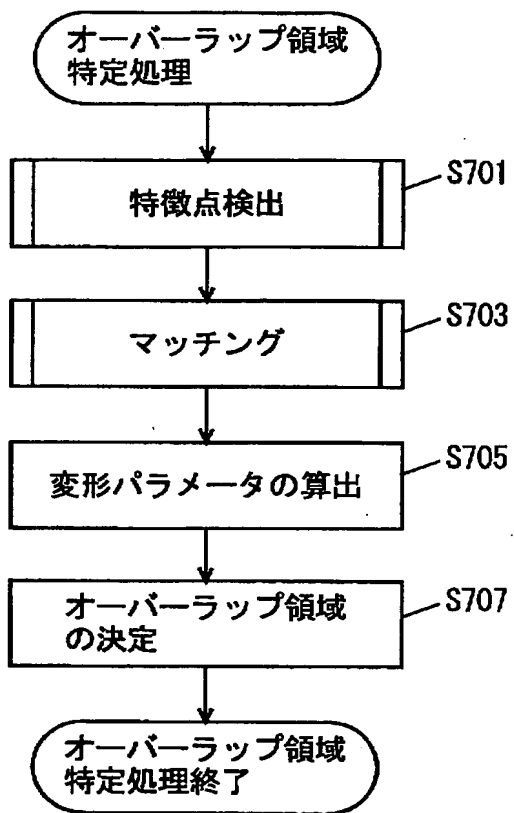 オーバーラップ領域
特定処理
特徴点検出
S701
マッチング
S703
変形パラメータの算出
S705
オーバーラップ領域
の決定
S707
オーバーラップ領域
特定処理終了